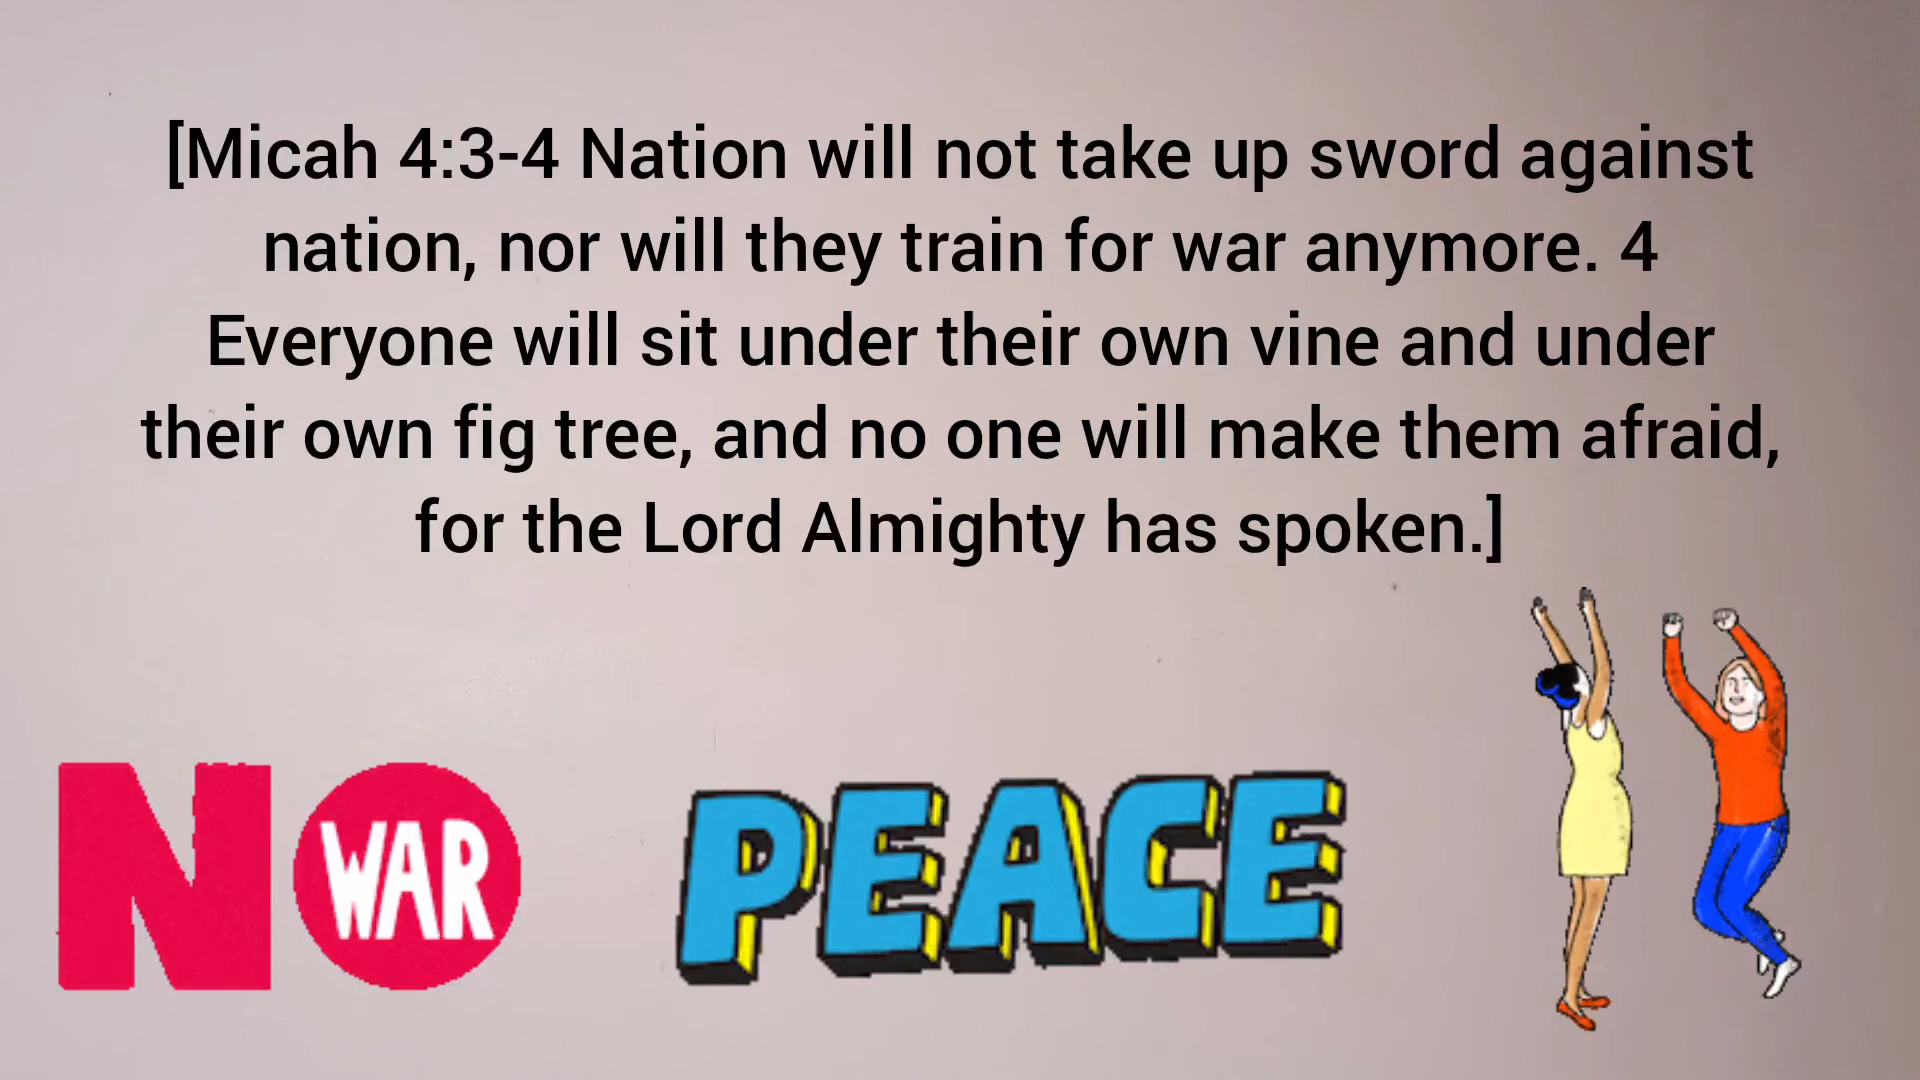 [Micah 4:3-4 Nation will not take up sword against
nation, nor will they train for war anymore. 4
Everyone will sit under their own vine and under
their own fig tree, and no one will make them afraid,
for the Lord Almighty has spoken.]
NO
WAR
PEACE